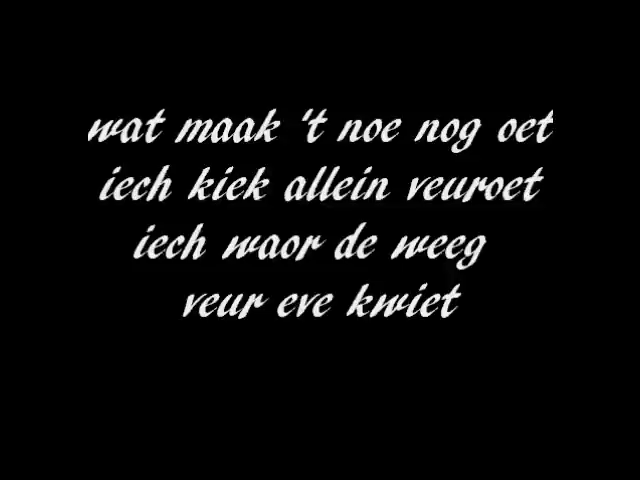 wat maak 't noe nog oet
iech kiek allein veuroet
iech waor de weeg
veur eve kwiet